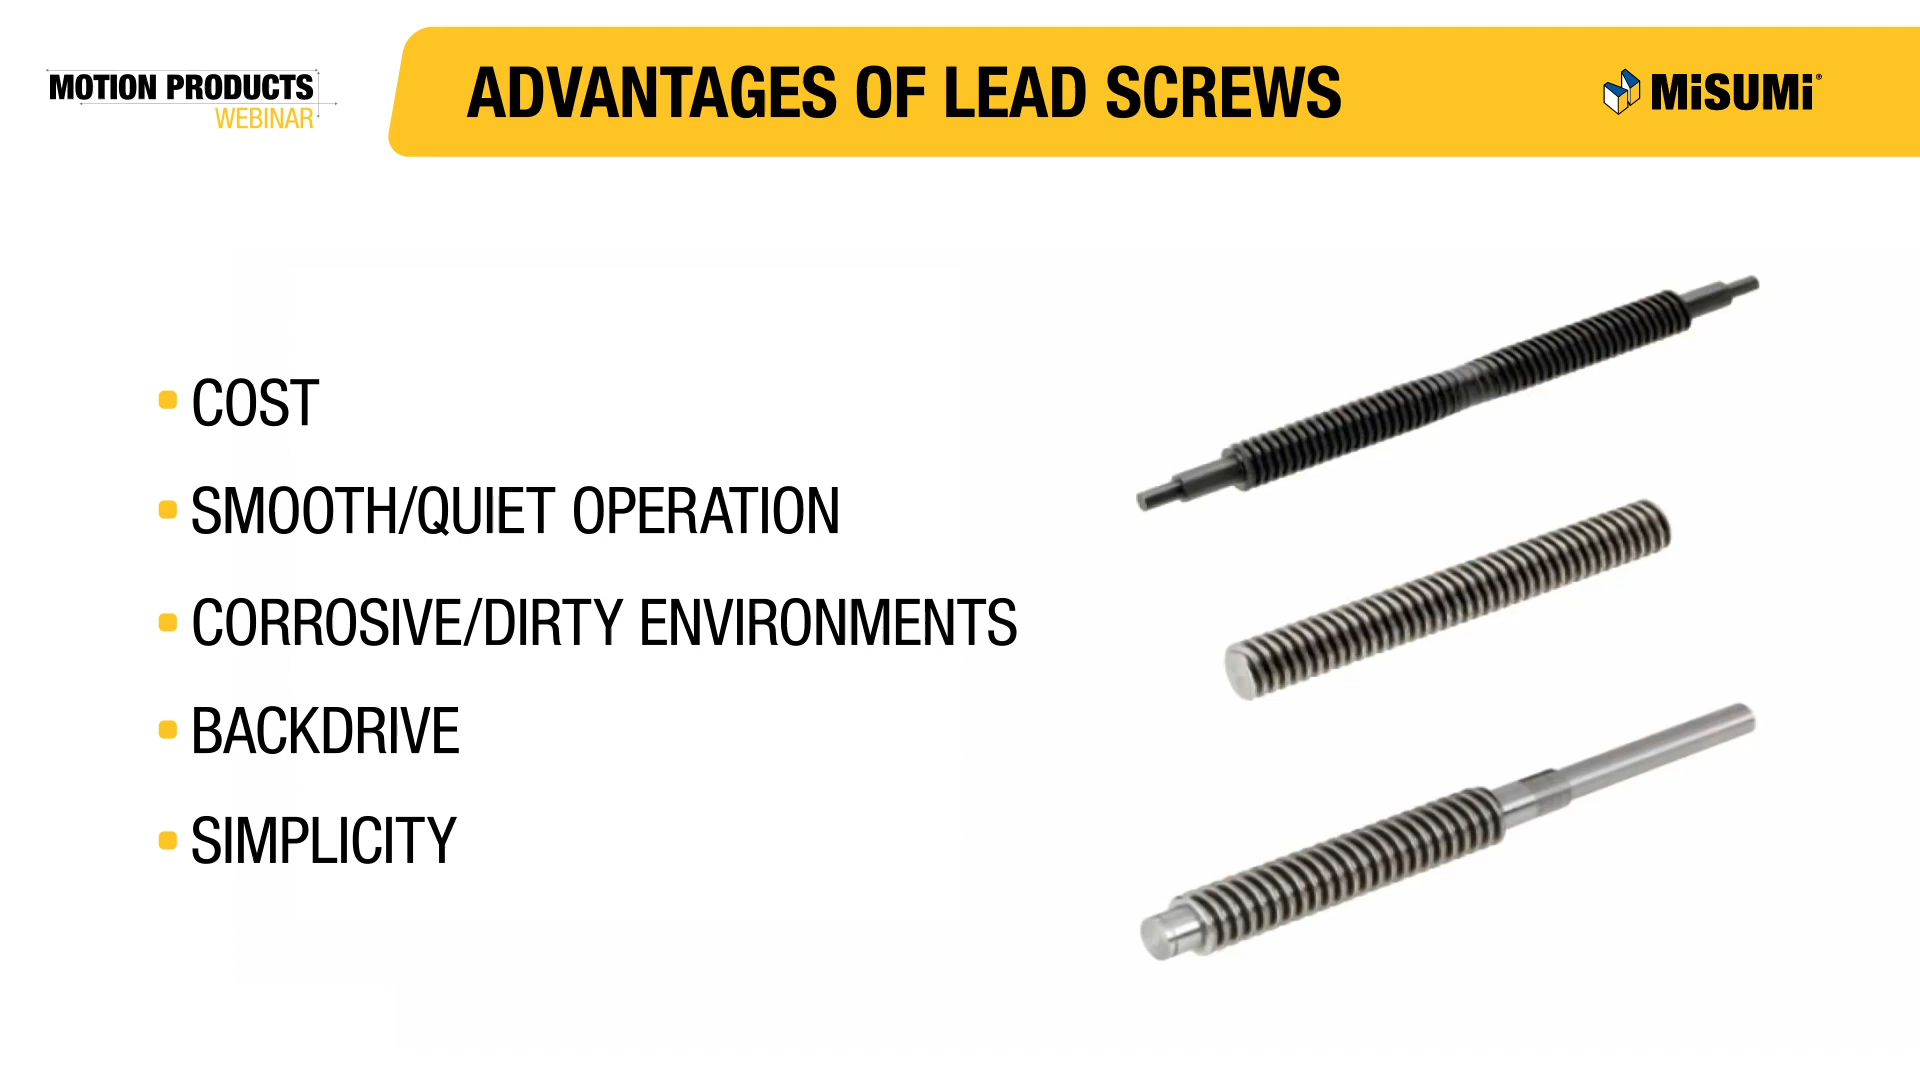 MOTION PRODUCTS
WEBINAR
ADVANTAGES OF LEAD SCREWS
MiSUMi®
COST
SMOOTH/QUIET OPERATION
CORROSIVE/DIRTY ENVIRONMENTS
BACKDRIVE
SIMPLICITY